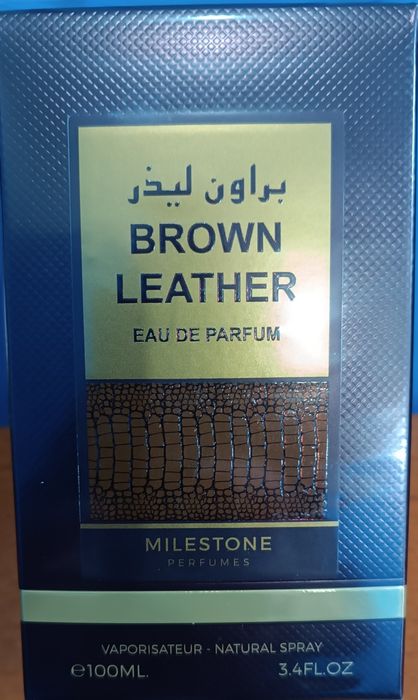 براون ليذر
BROWN
LEATHER
EAU DE PARFUM
MILESTONE
PERFUMES
VAPORISATEUR - NATURAL SPRAY
℮100ML. 3.4FL.OZ